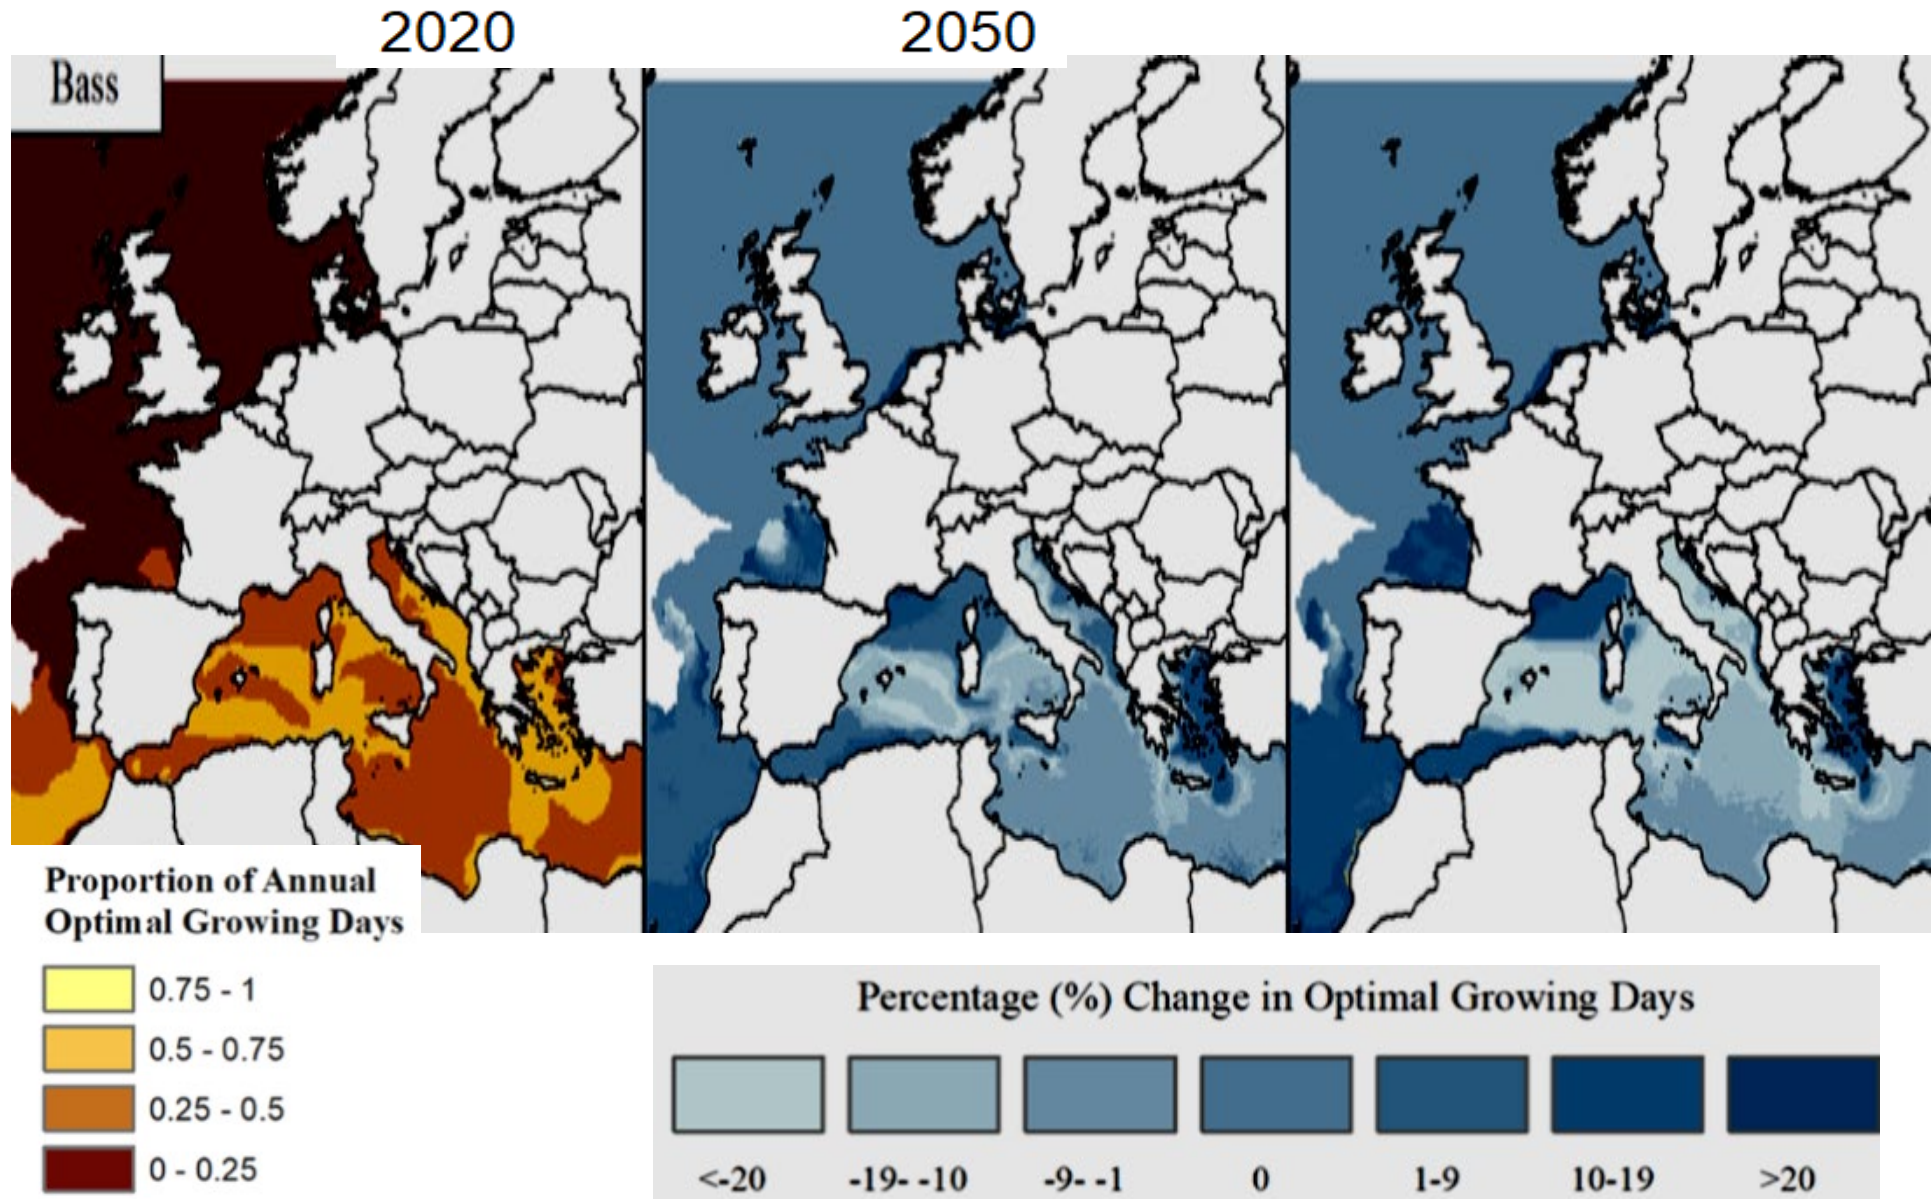 2020
2050
Bass
Proportion of Annual
Optimal Growing Days
0.75 - 1
0.5 - 0.75
0.25 - 0.5
0 - 0.25
Percentage (%) Change in Optimal Growing Days
<-20
-19- -10
-9- -1
0
1-9
10-19
>20